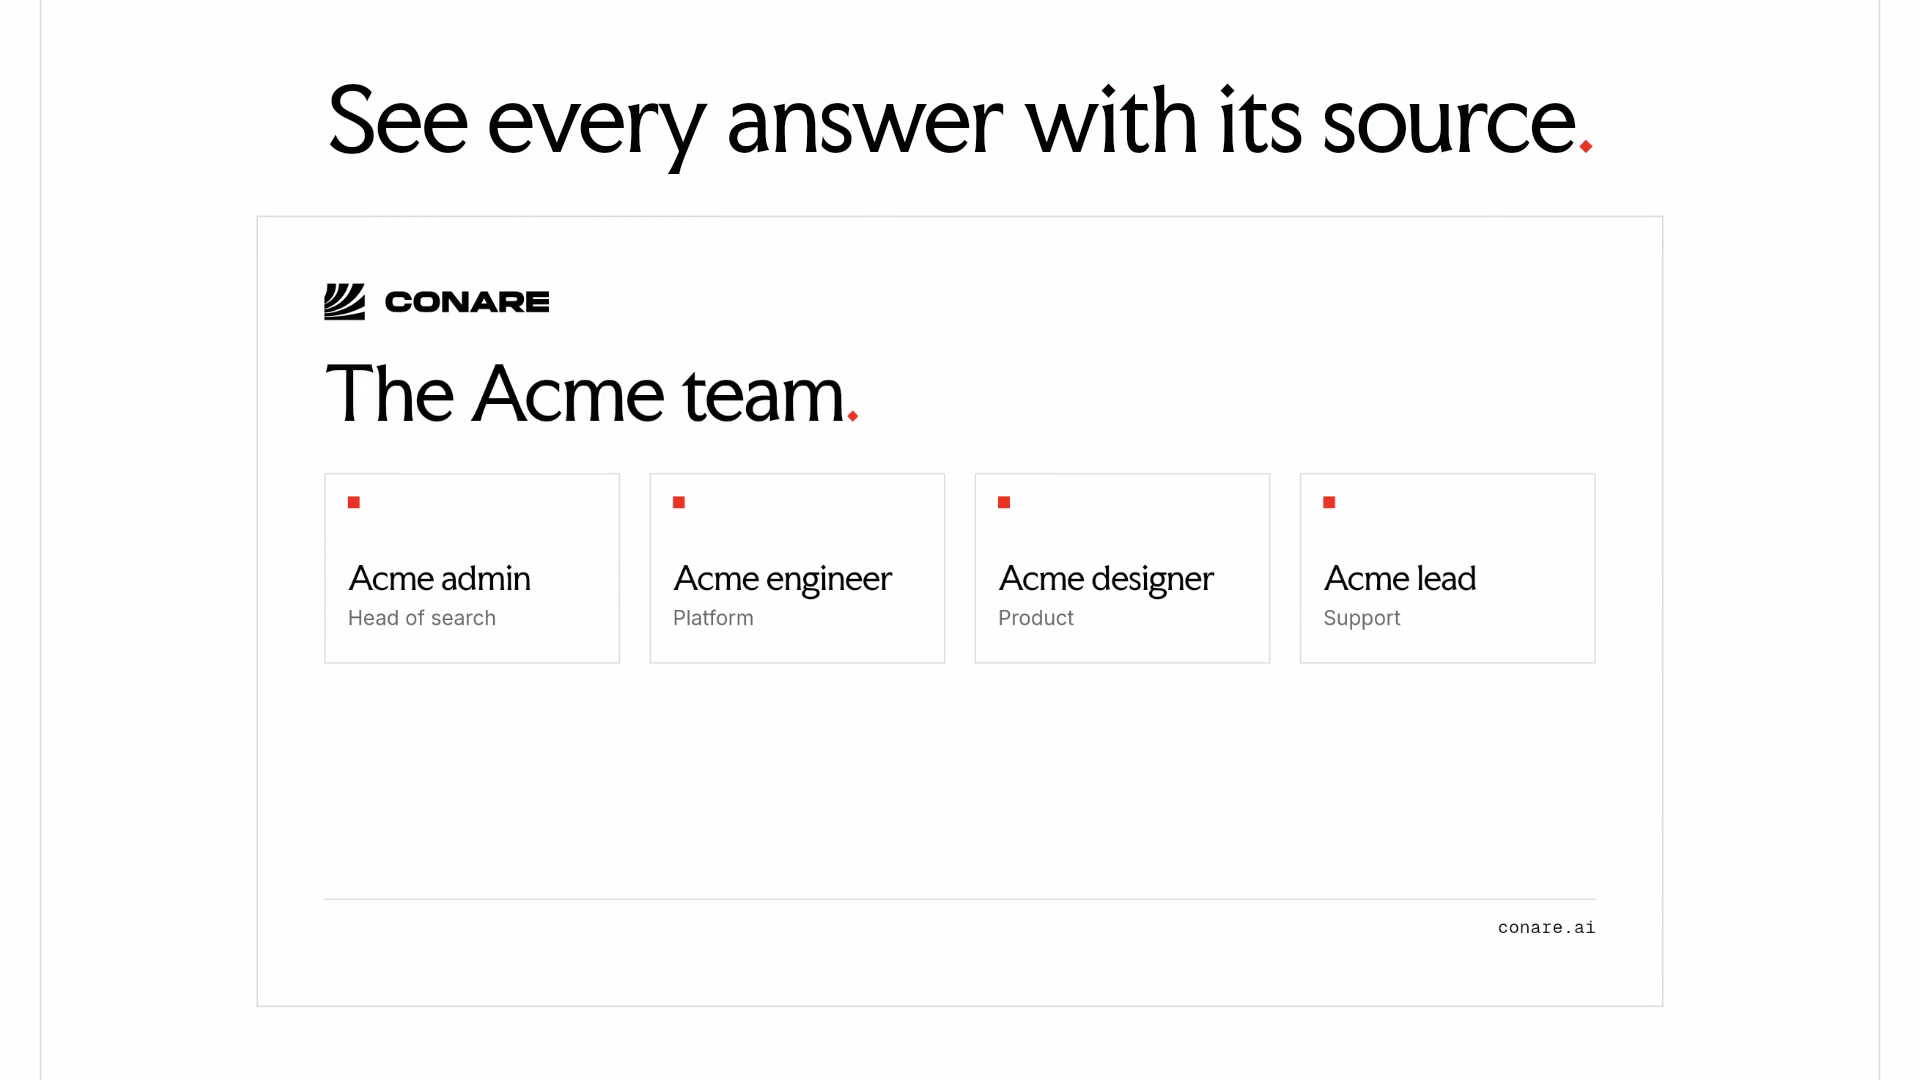 See every answer with its source.
CONARE
The Acme team.
Acme admin
Head of search
Acme engineer
Platform
Acme designer
Product
Acme lead
Support
conare.ai